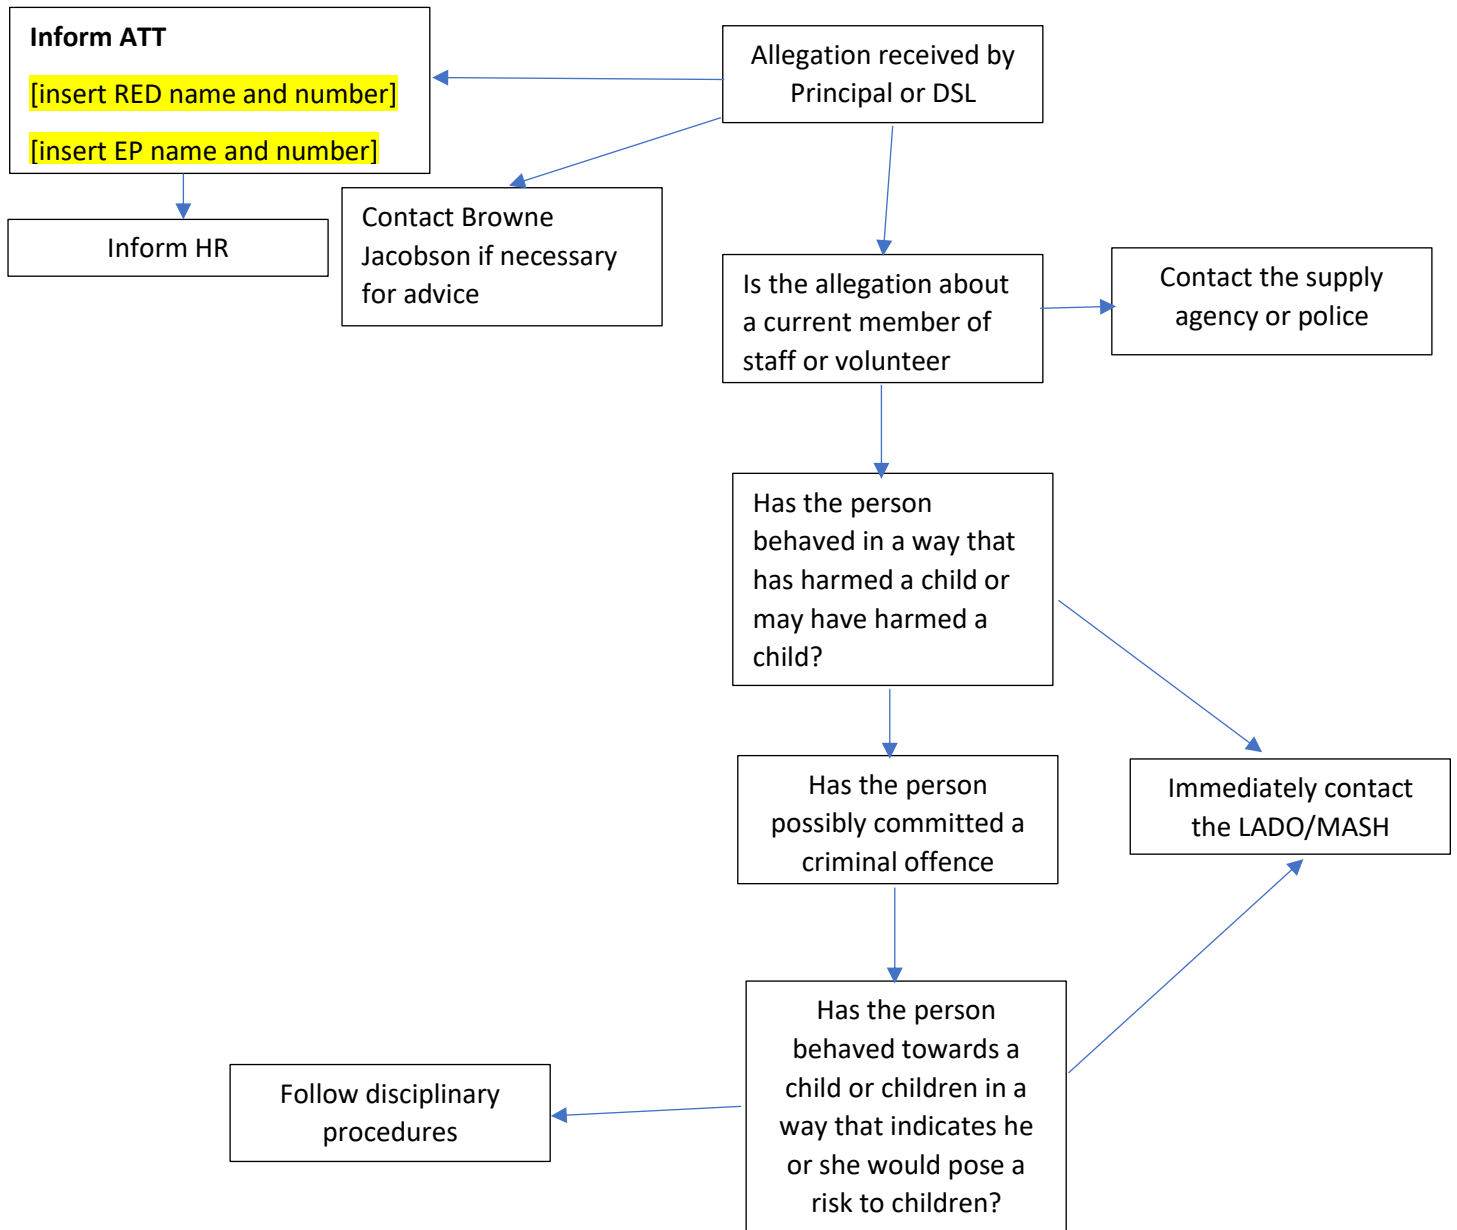 Inform ATT
[insert RED name and number]
[insert EP name and number]
Allegation received by
Principal or DSL
Inform HR
Contact Browne
Jacobson if necessary
for advice
Is the allegation about
a current member of
staff or volunteer
Contact the supply
agency or police
Has the person
behaved in a way that
has harmed a child or
may have harmed a
child?
Has the person
possibly committed a
criminal offence
Immediately contact
the LADO/MASH
Has the person
behaved towards a
child or children in a
way that indicates he
or she would pose a
risk to children?
Follow disciplinary
procedures